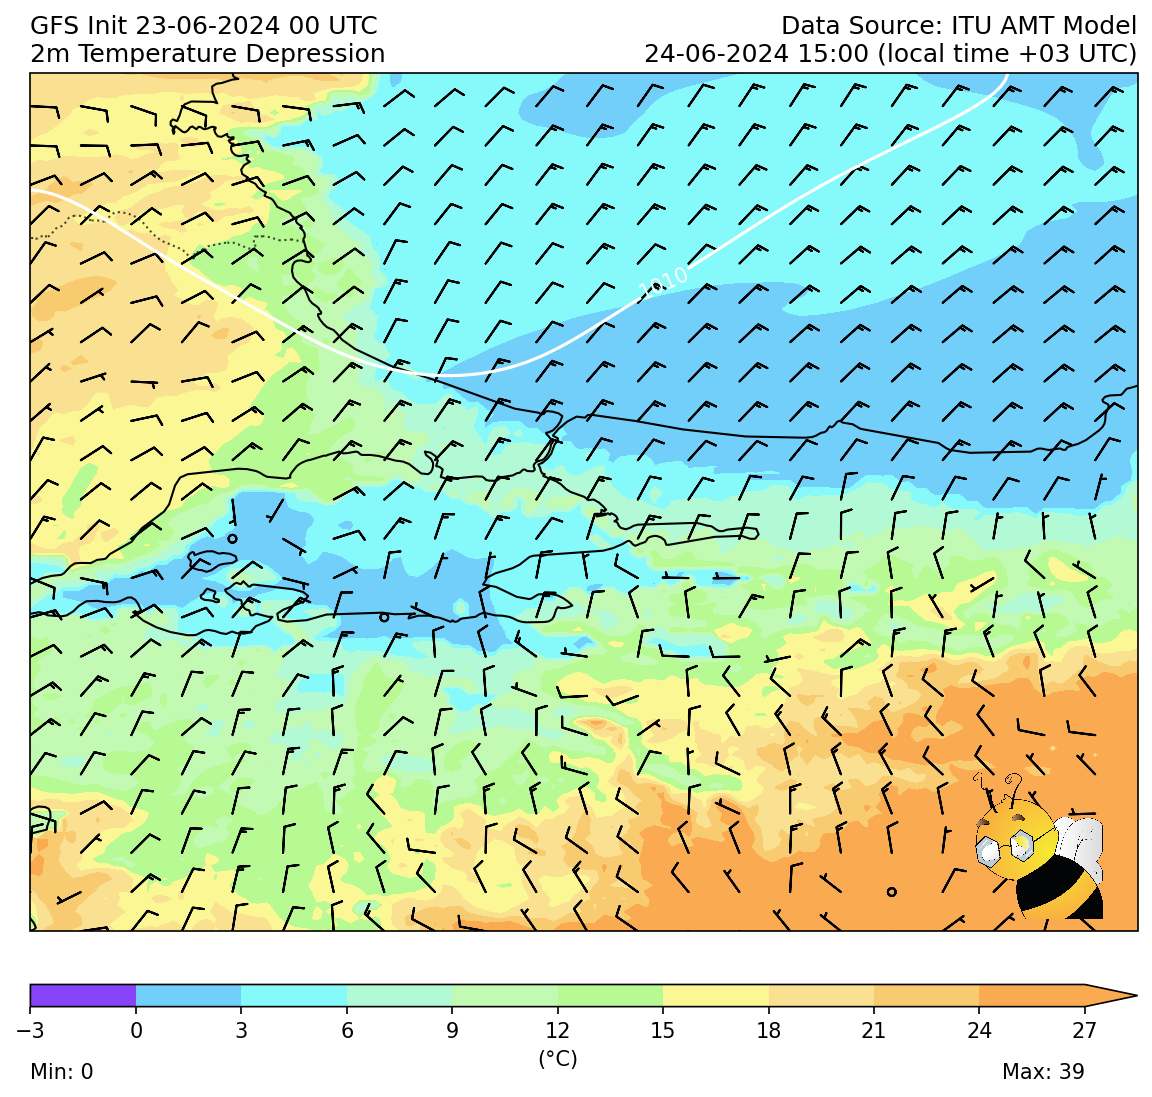 GFS Init 23-06-2024 00 UTC
Data Source: ITU AMT Model
2m Temperature Depression
24-06-2024 15:00 (local time +03 UTC)
1010
−3 0 3 6 9 12 15 18 21 24 27
(°C)
Min: 0
Max: 39